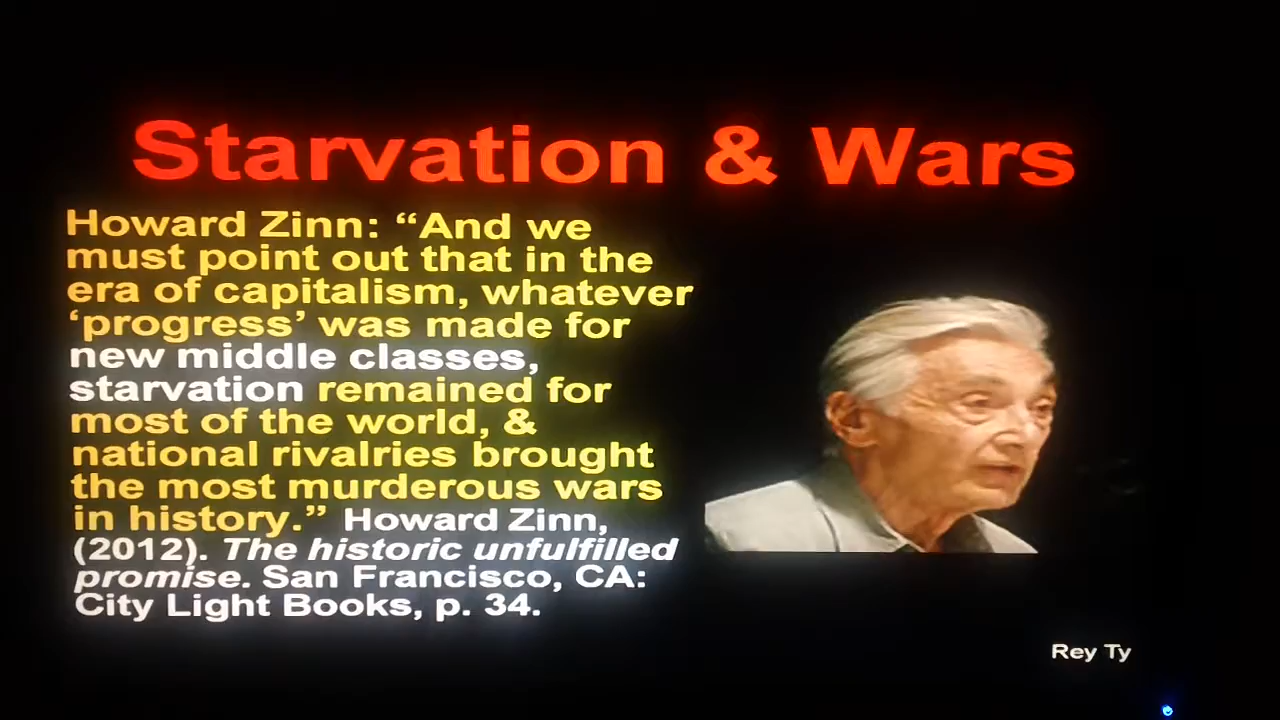 Starvation & Wars
Howard Zinn: “And we
must point out that in the
era of capitalism, whatever
‘progress’ was made for
new middle classes,
starvation remained for
most of the world, &
national rivalries brought
the most murderous wars
in history.” Howard Zinn,
(2012). The historic unfulfilled
promise. San Francisco, CA:
City Light Books, p. 34.
Rey Ty